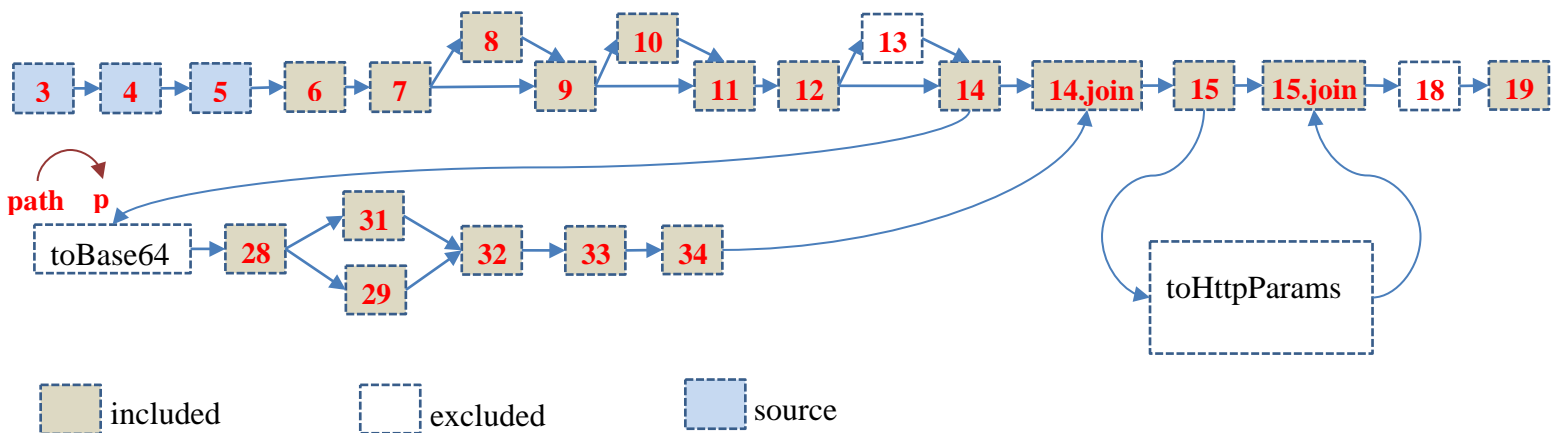 8 10 13
3 4 5 6 7 9 11 12 14 14.join 15 15.join 18 19
path p
toBase64 28 31 32 33 34
29
toHttpParams
included excluded source